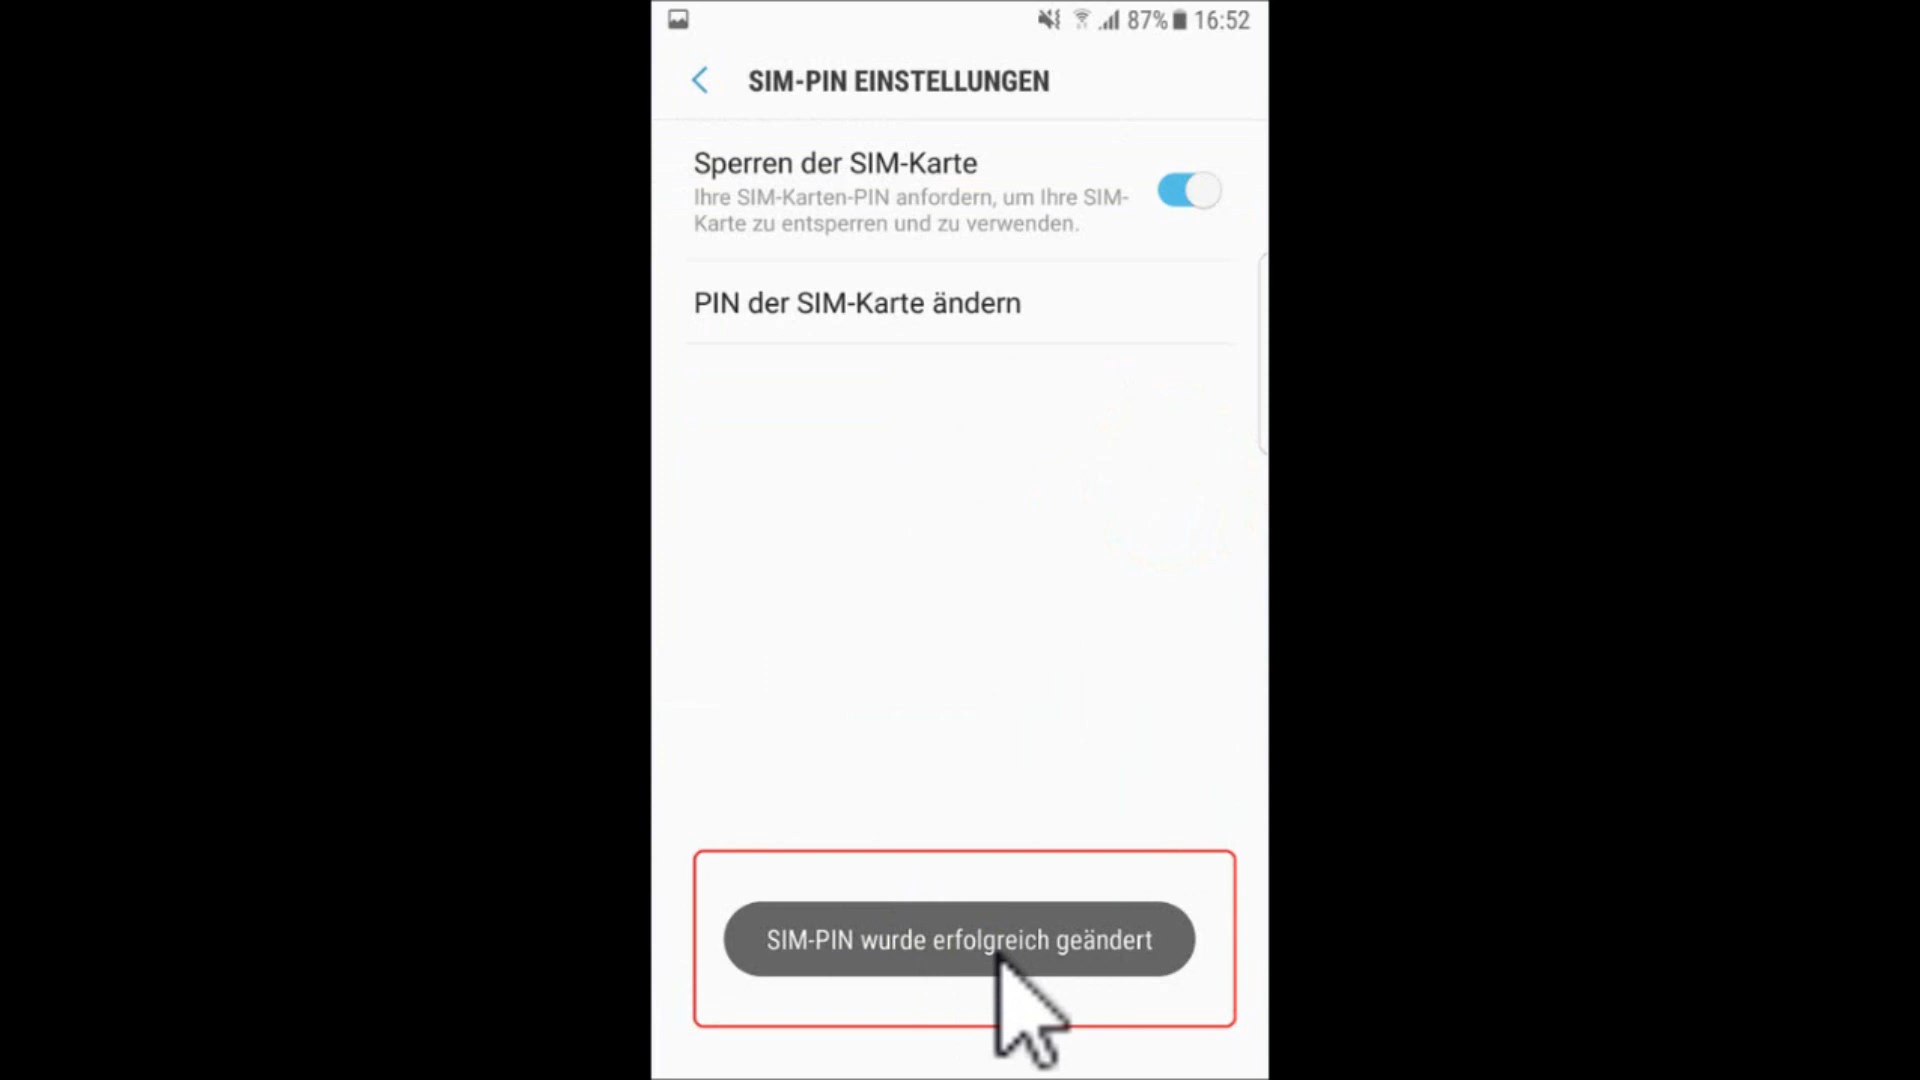 87% 16:52
SIM-PIN EINSTELLUNGEN
Sperren der SIM-Karte
Ihre SIM-Karten-PIN anfordern, um Ihre SIM-
Karte zu entsperren und zu verwenden.
PIN der SIM-Karte ändern
SIM-PIN wurde erfolgreich geändert